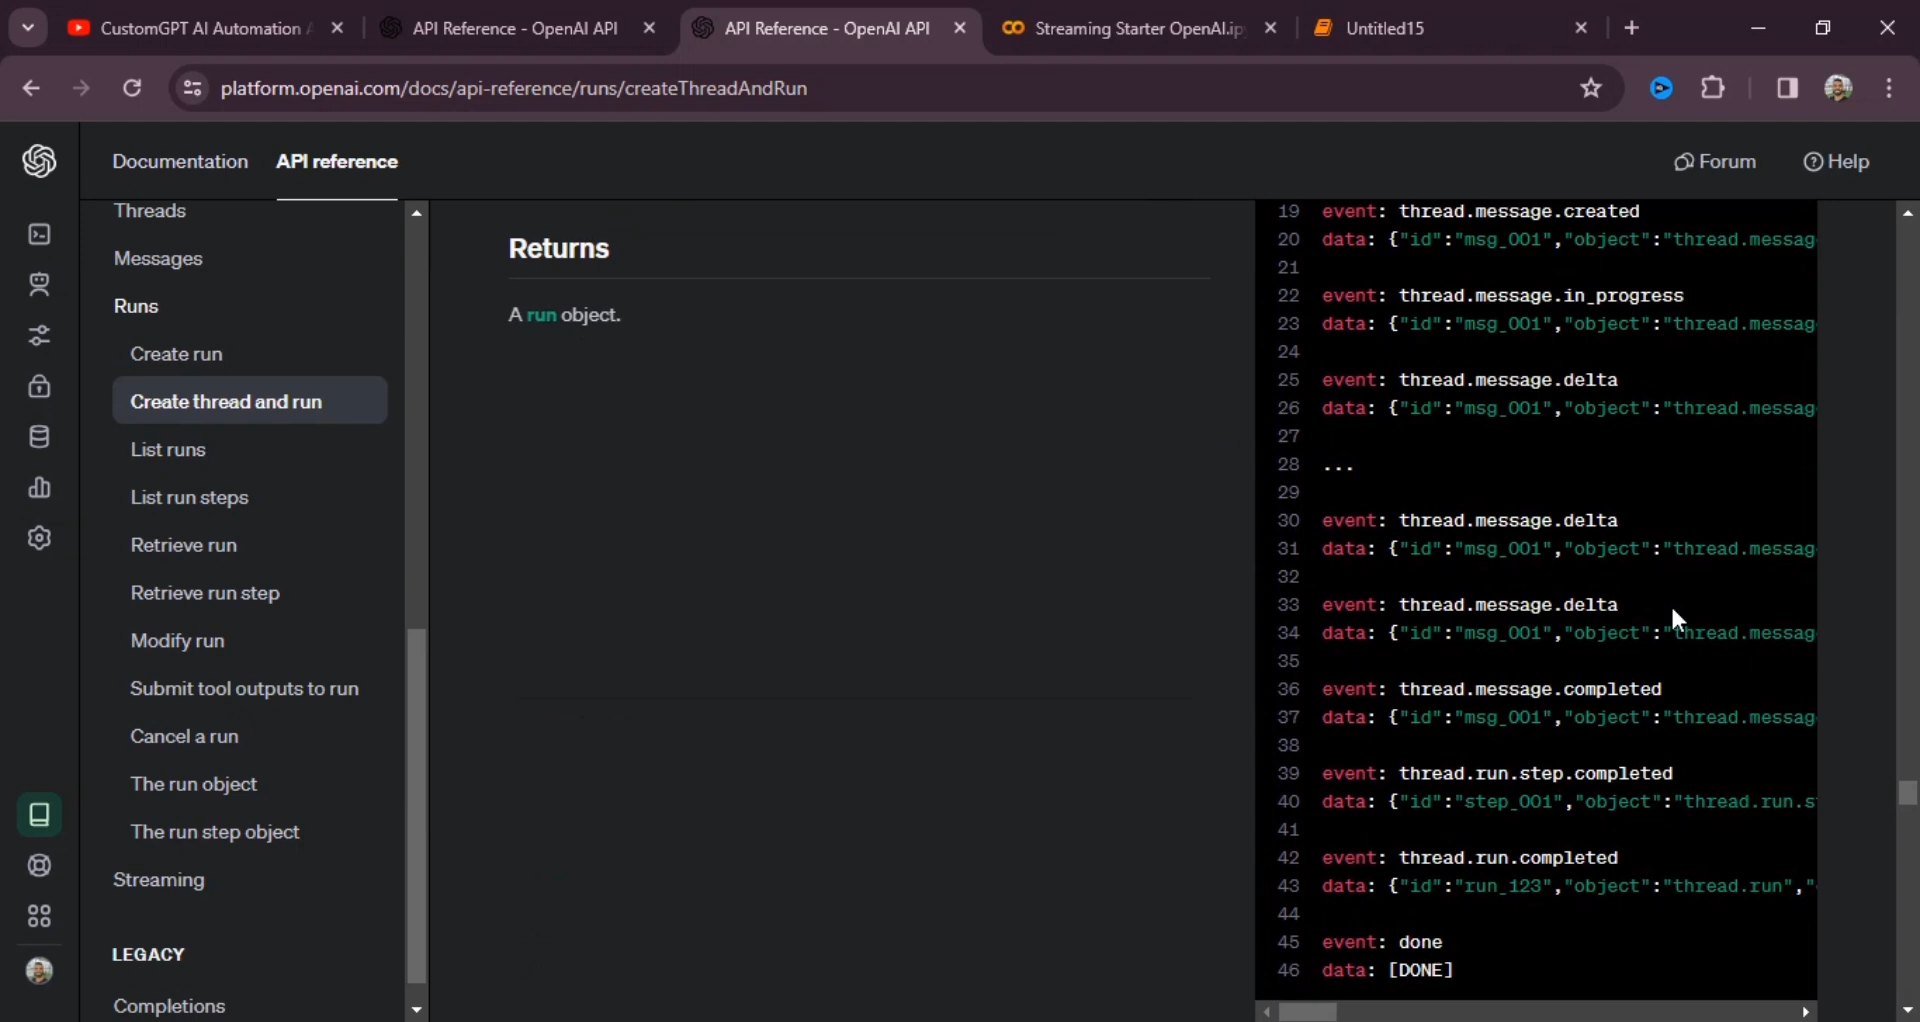 CustomGPT AI Automation
API Reference - OpenAI API
API Reference - OpenAI API
Streaming Starter OpenAI.ip
Untitled15
platform.openai.com/docs/api-reference/runs/createThreadAndRun
Documentation
API reference
Forum
Help
Threads
Messages
Runs
Create run
Create thread and run
List runs
List run steps
Retrieve run
Retrieve run step
Modify run
Submit tool outputs to run
Cancel a run
The run object
The run step object
Streaming
LEGACY
Completions
Returns
A run object.
19 event: thread.message.created
20 data: {"id":"msg_001","object":"thread.messag
21
22 event: thread.message.in_progress
23 data: {"id":"msg_001","object":"thread.messag
24
25 event: thread.message.delta
26 data: {"id":"msg_001","object":"thread.messag
27
28 ...
29
30 event: thread.message.delta
31 data: {"id":"msg_001","object":"thread.messag
32
33 event: thread.message.delta
34 data: {"id":"msg_001","object":"thread.messag
35
36 event: thread.message.completed
37 data: {"id":"msg_001","object":"thread.messag
38
39 event: thread.run.step.completed
40 data: {"id":"step_001","object":"thread.run.s
41
42 event: thread.run.completed
43 data: {"id":"run_123","object":"thread.run","
44
45 event: done
46 data: [DONE]